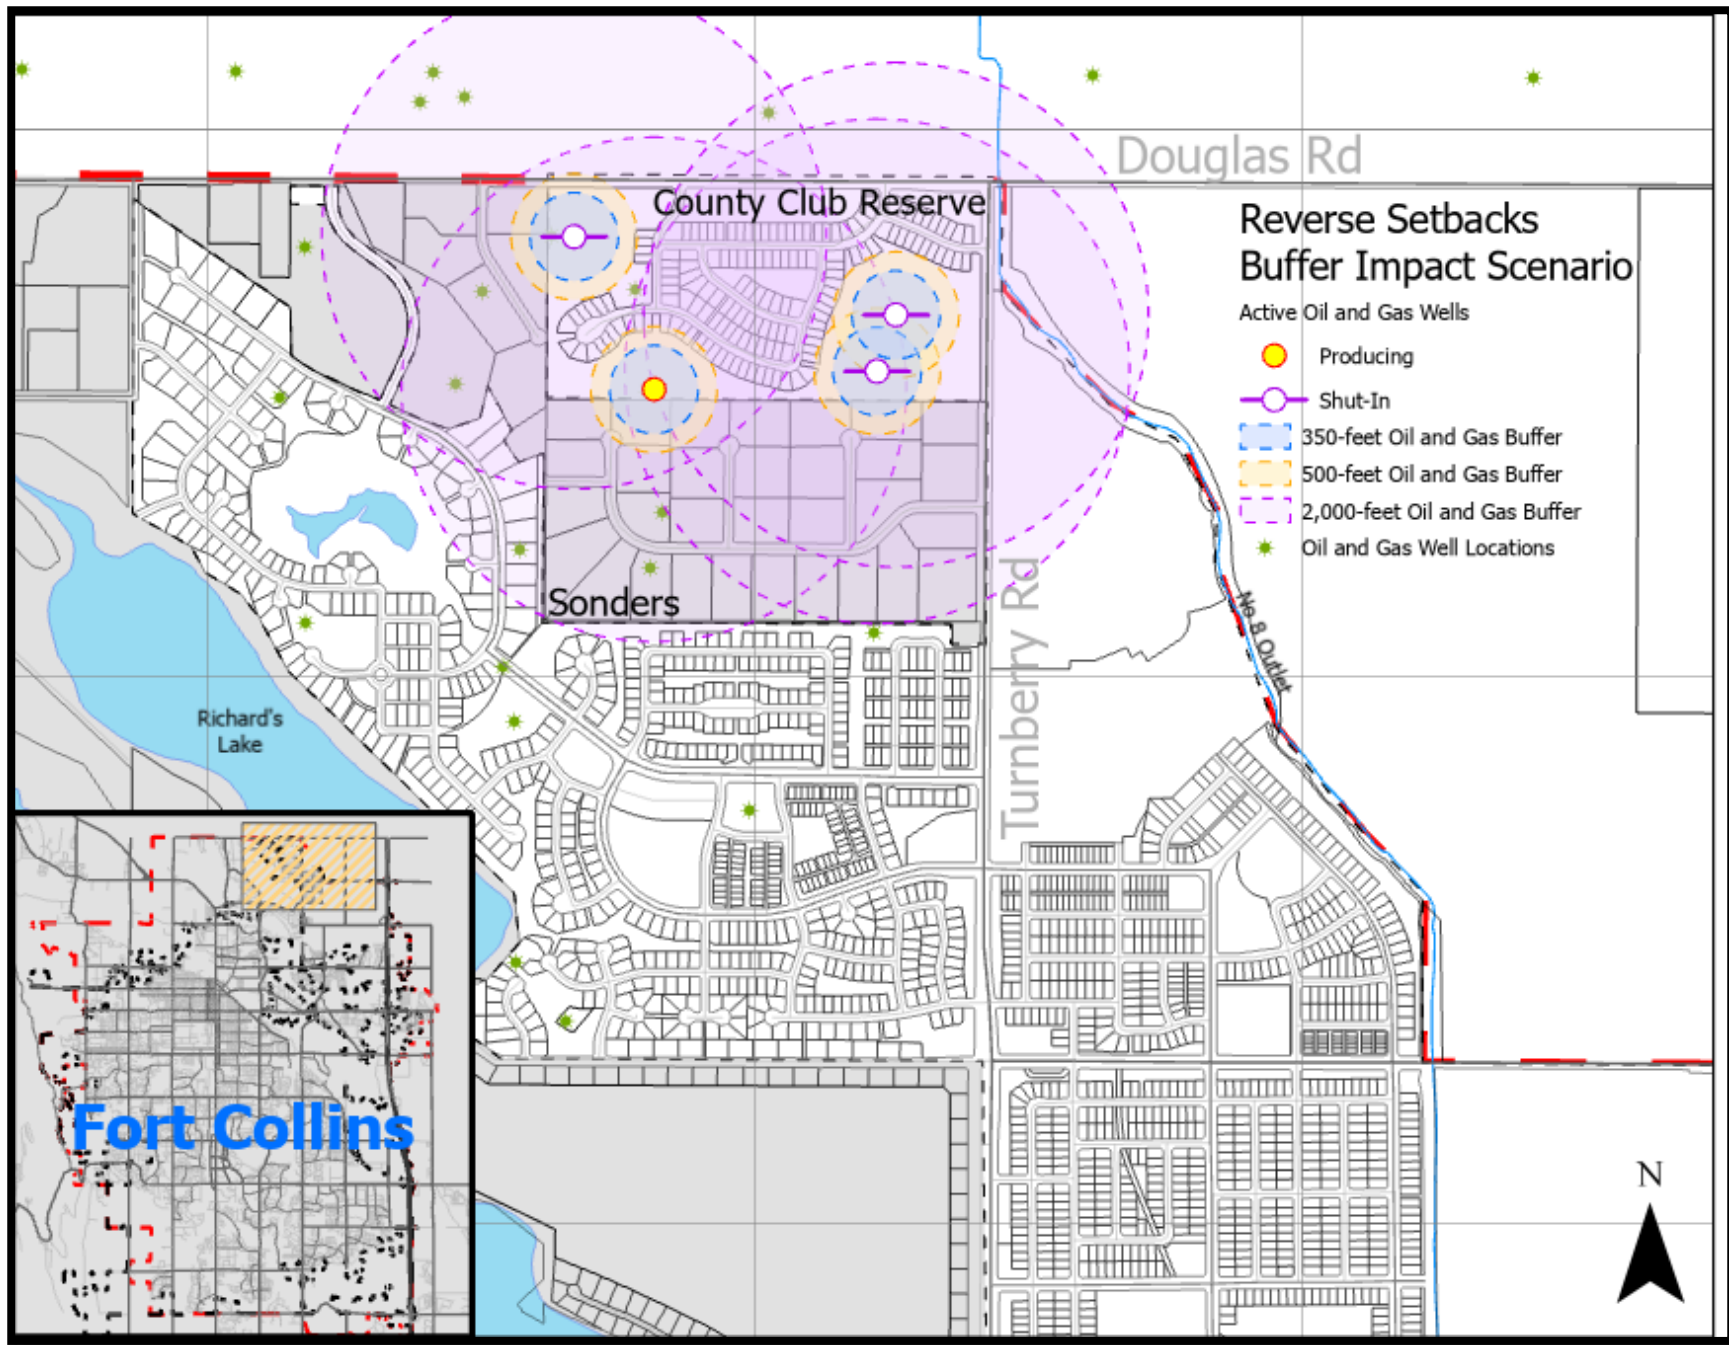 Douglas Rd
County Club Reserve
Reverse Setbacks
Buffer Impact Scenario
Active Oil and Gas Wells
Producing
Shut-In
350-feet Oil and Gas Buffer
500-feet Oil and Gas Buffer
2,000-feet Oil and Gas Buffer
Oil and Gas Well Locations
Sonders
Turnberry Rd
No 8 Outlet
Richard's
Lake
Fort Collins
N